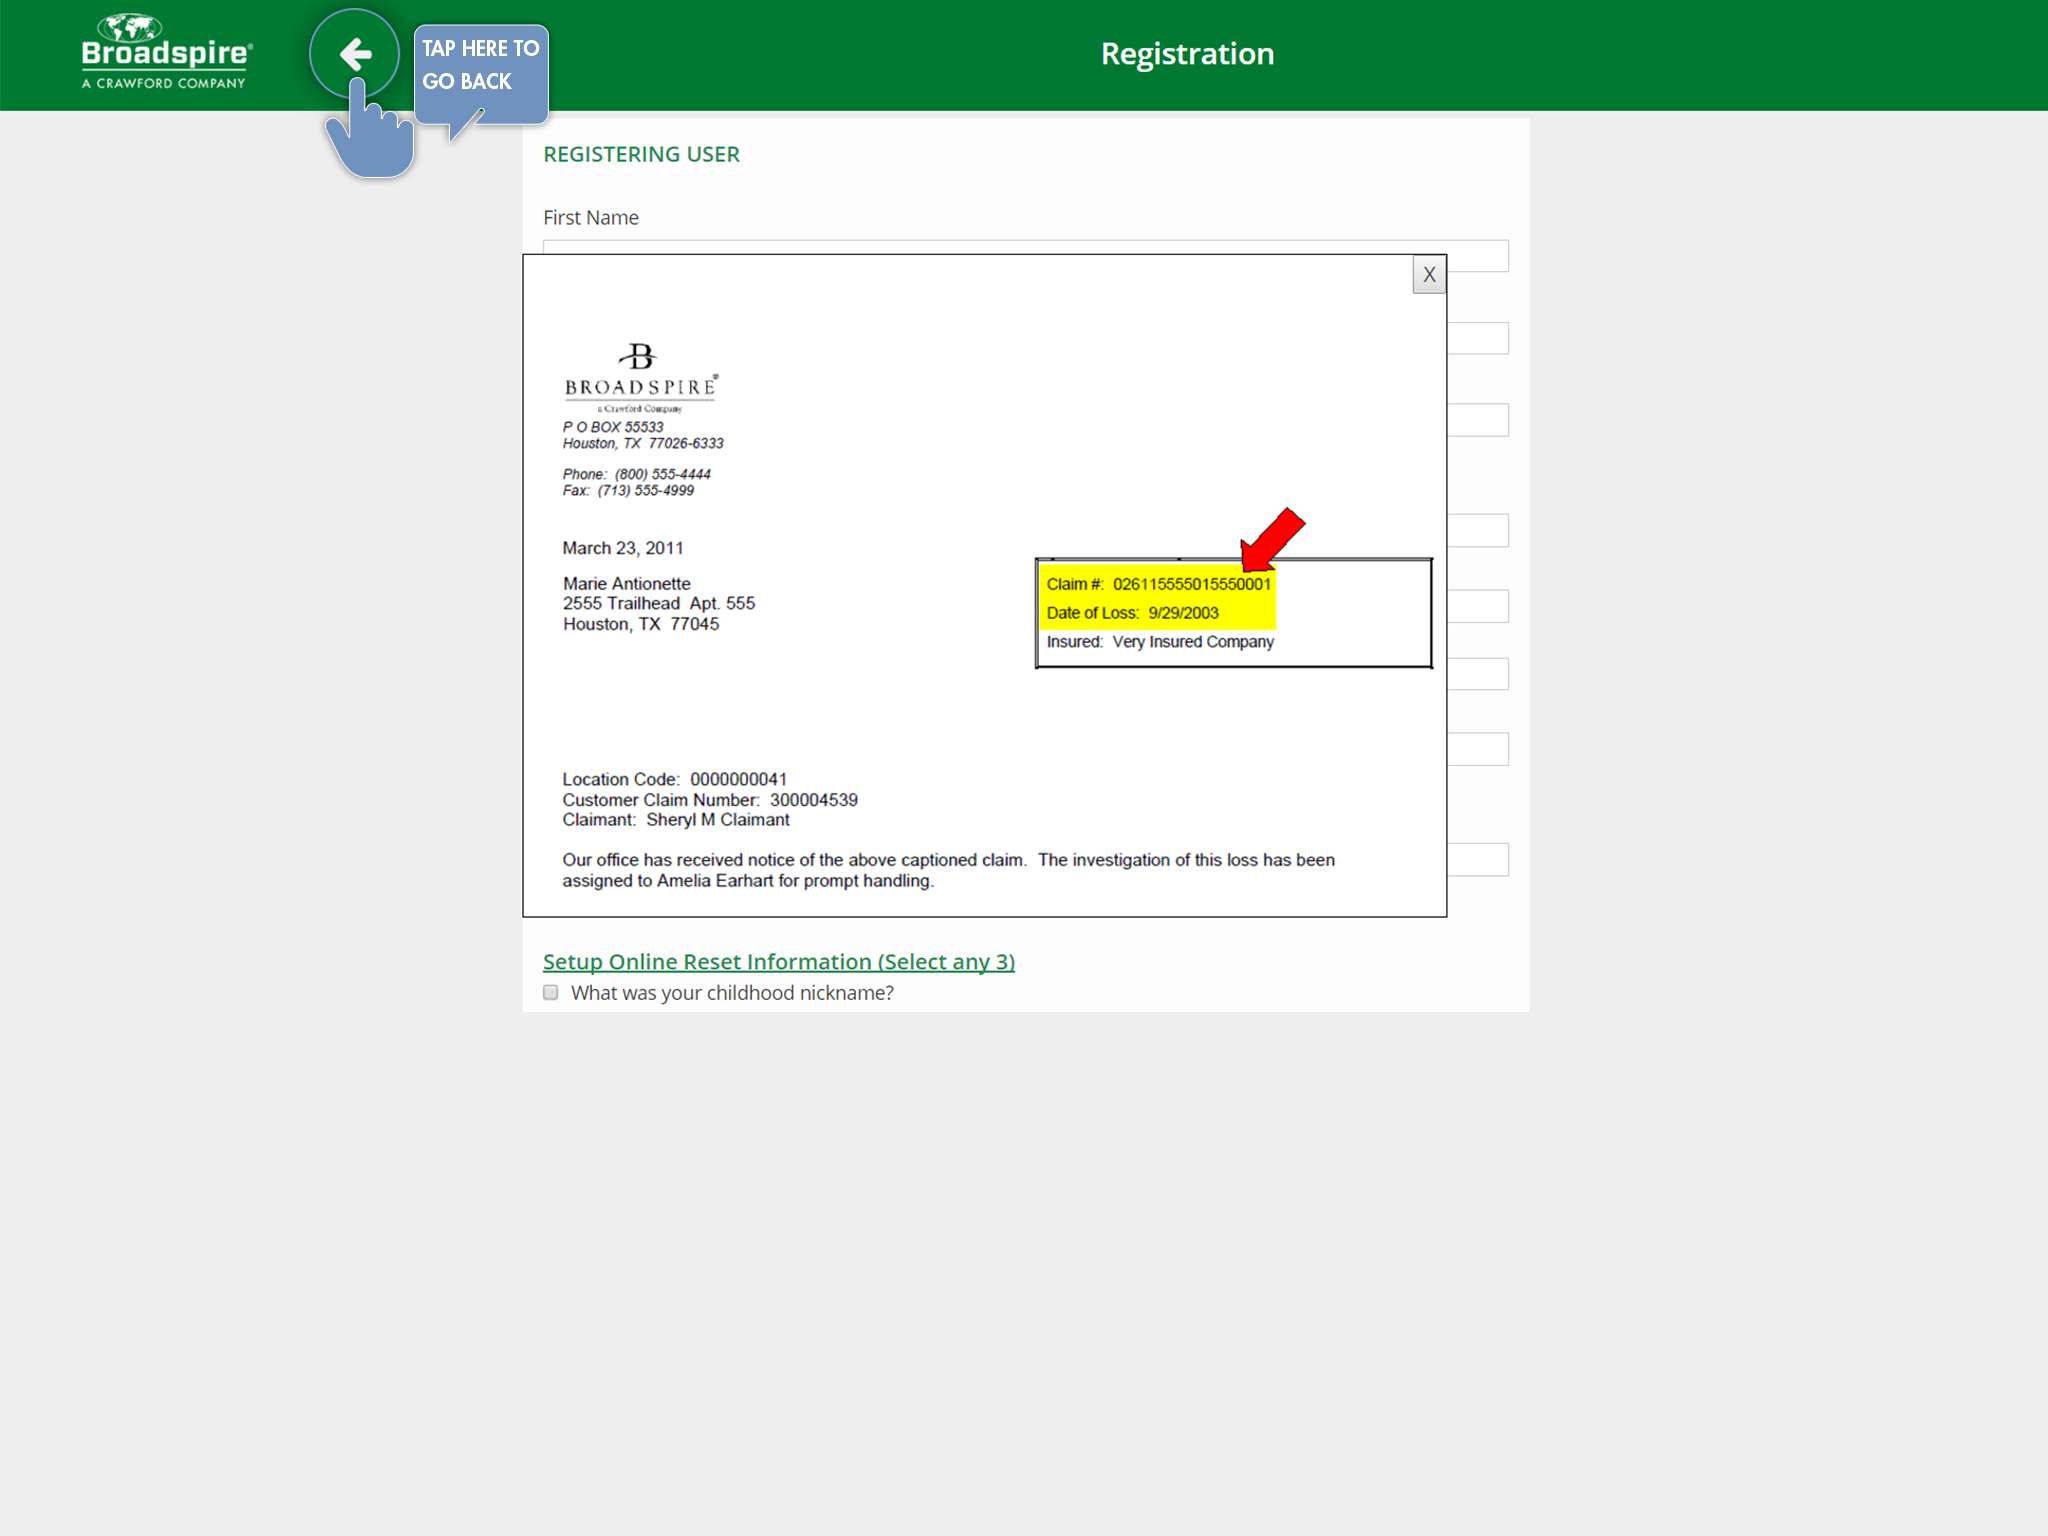 Broadspire®
A CRAWFORD COMPANY
TAP HERE TO
GO BACK
Registration
REGISTERING USER
First Name
X
B
BROADSPIRE®
a Crawford Company
P O BOX 55533
Houston, TX 77026-6333
Phone: (800) 555-4444
Fax: (713) 555-4999
March 23, 2011
Marie Antionette
2555 Trailhead Apt. 555
Houston, TX 77045
Claim #: 026115555015550001
Date of Loss: 9/29/2003
Insured: Very Insured Company
Location Code: 0000000041
Customer Claim Number: 300004539
Claimant: Sheryl M Claimant
Our office has received notice of the above captioned claim. The investigation of this loss has been
assigned to Amelia Earhart for prompt handling.
Setup Online Reset Information (Select any 3)
What was your childhood nickname?